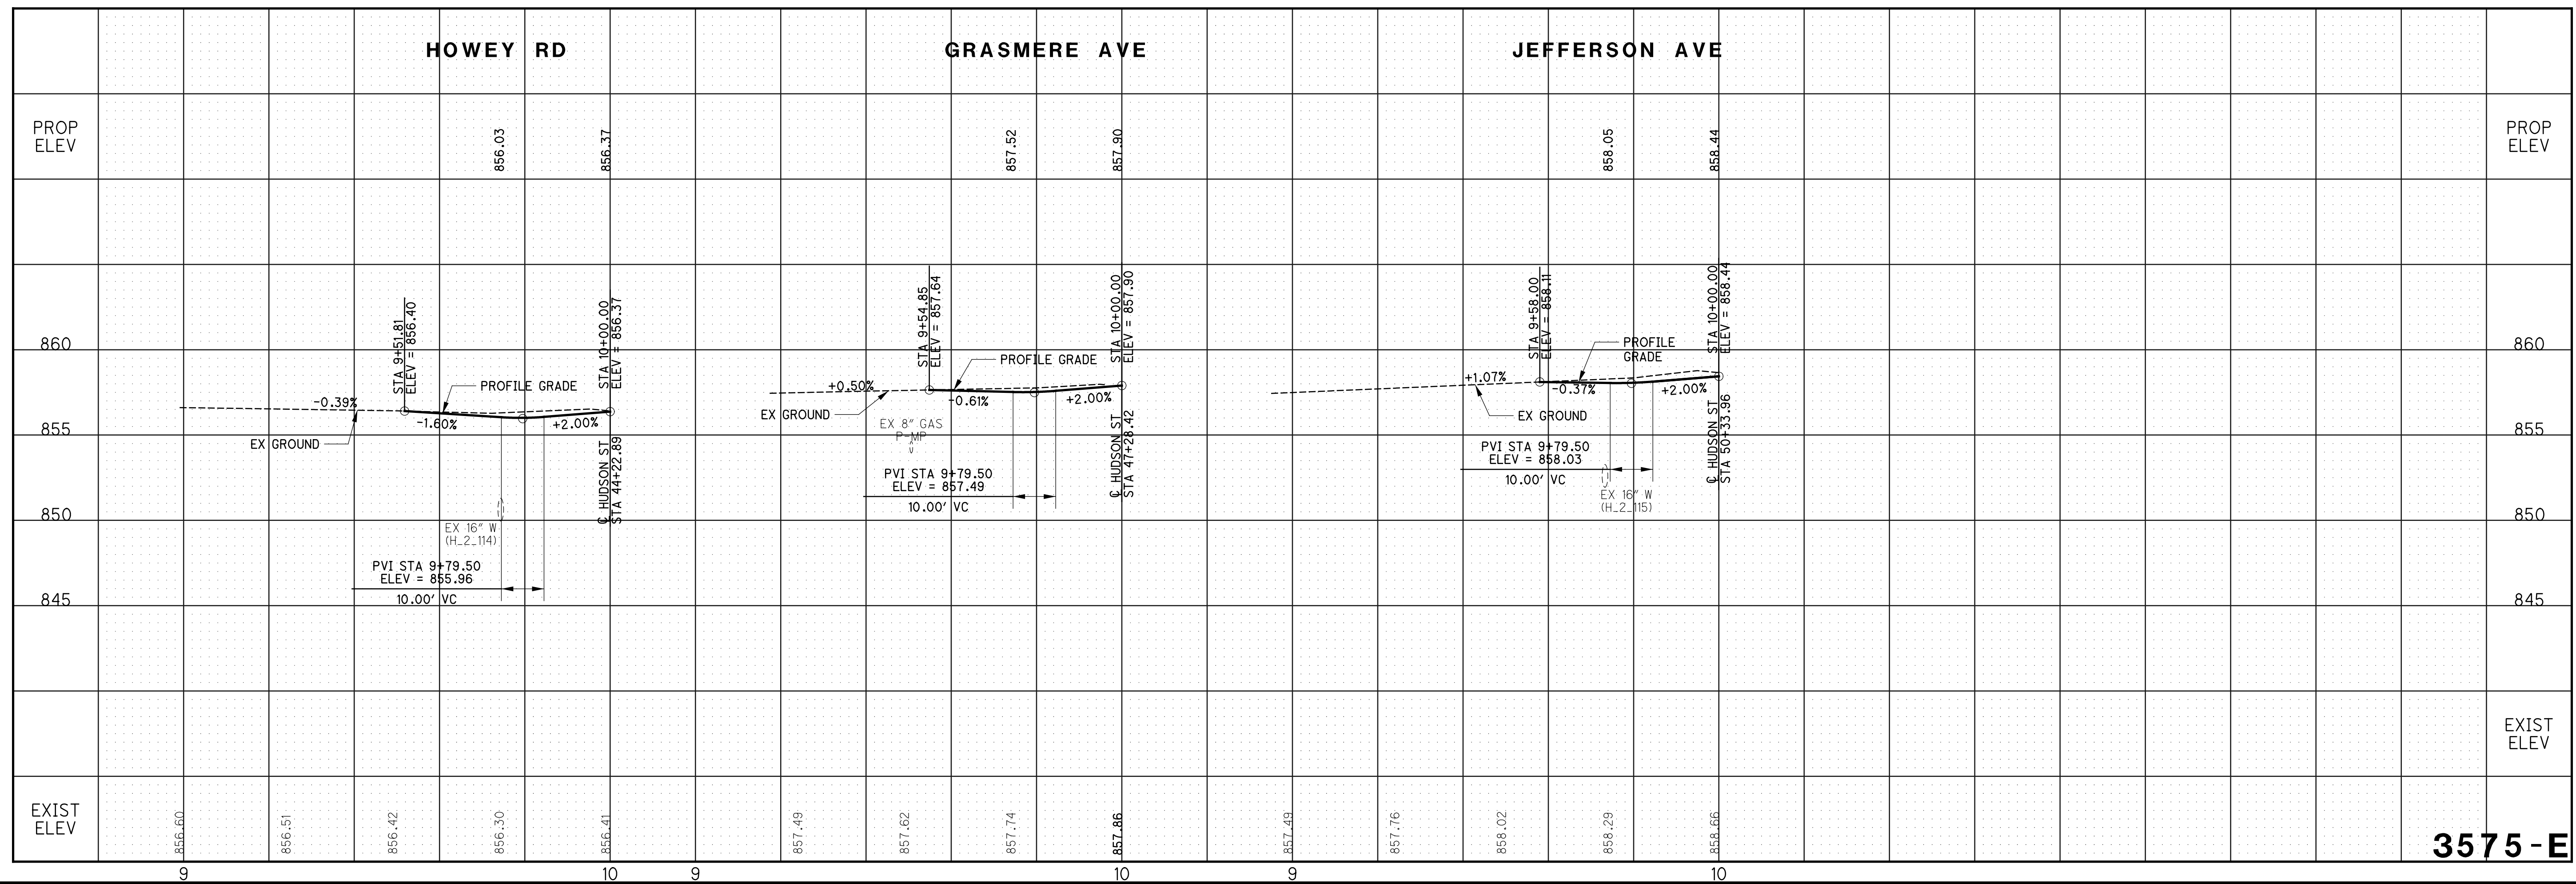 HOWEY RD
GRASMERE AVE
JEFFERSON AVE
PROP
ELEV
856.03
856.37
857.52
857.90
858.05
858.44
PROP
ELEV
860
855
850
845
STA 9+51.81
ELEV = 856.40
STA 10+00.00
ELEV = 856.37
PROFILE GRADE
-0.39%
-1.60%
+2.00%
EX GROUND
℄ HUDSON ST
STA 44+22.89
EX 16" W
(H_2_114)
PVI STA 9+79.50
ELEV = 855.96
10.00' VC
STA 9+54.85
ELEV = 857.64
STA 10+00.00
ELEV = 857.90
PROFILE GRADE
+0.50%
-0.61%
+2.00%
EX GROUND
EX 8" GAS
P-MP
℄ HUDSON ST
STA 47+28.42
PVI STA 9+79.50
ELEV = 857.49
10.00' VC
STA 9+58.00
ELEV = 858.11
STA 10+00.00
ELEV = 858.44
PROFILE
GRADE
+1.07%
-0.37%
+2.00%
EX GROUND
℄ HUDSON ST
STA 50+33.96
PVI STA 9+79.50
ELEV = 858.03
10.00' VC
EX 16" W
(H_2_115)
860
855
850
845
EXIST
ELEV
EXIST
ELEV
856.60
856.51
856.42
856.30
856.41
857.49
857.62
857.74
857.86
857.49
857.76
858.02
858.29
858.66
3575-E
9
10
9
10
9
10